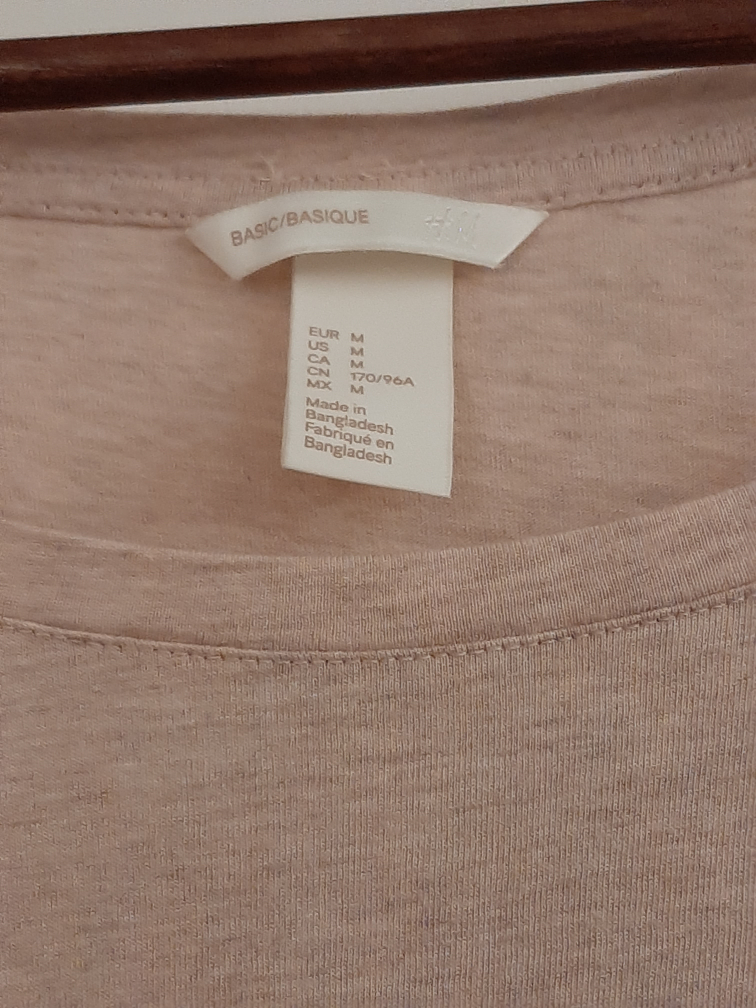 BASIC/BASIQUE H&M
EUR M
US M
CA M
CN 170/96A
MX M
Made in
Bangladesh
Fabriqué en
Bangladesh